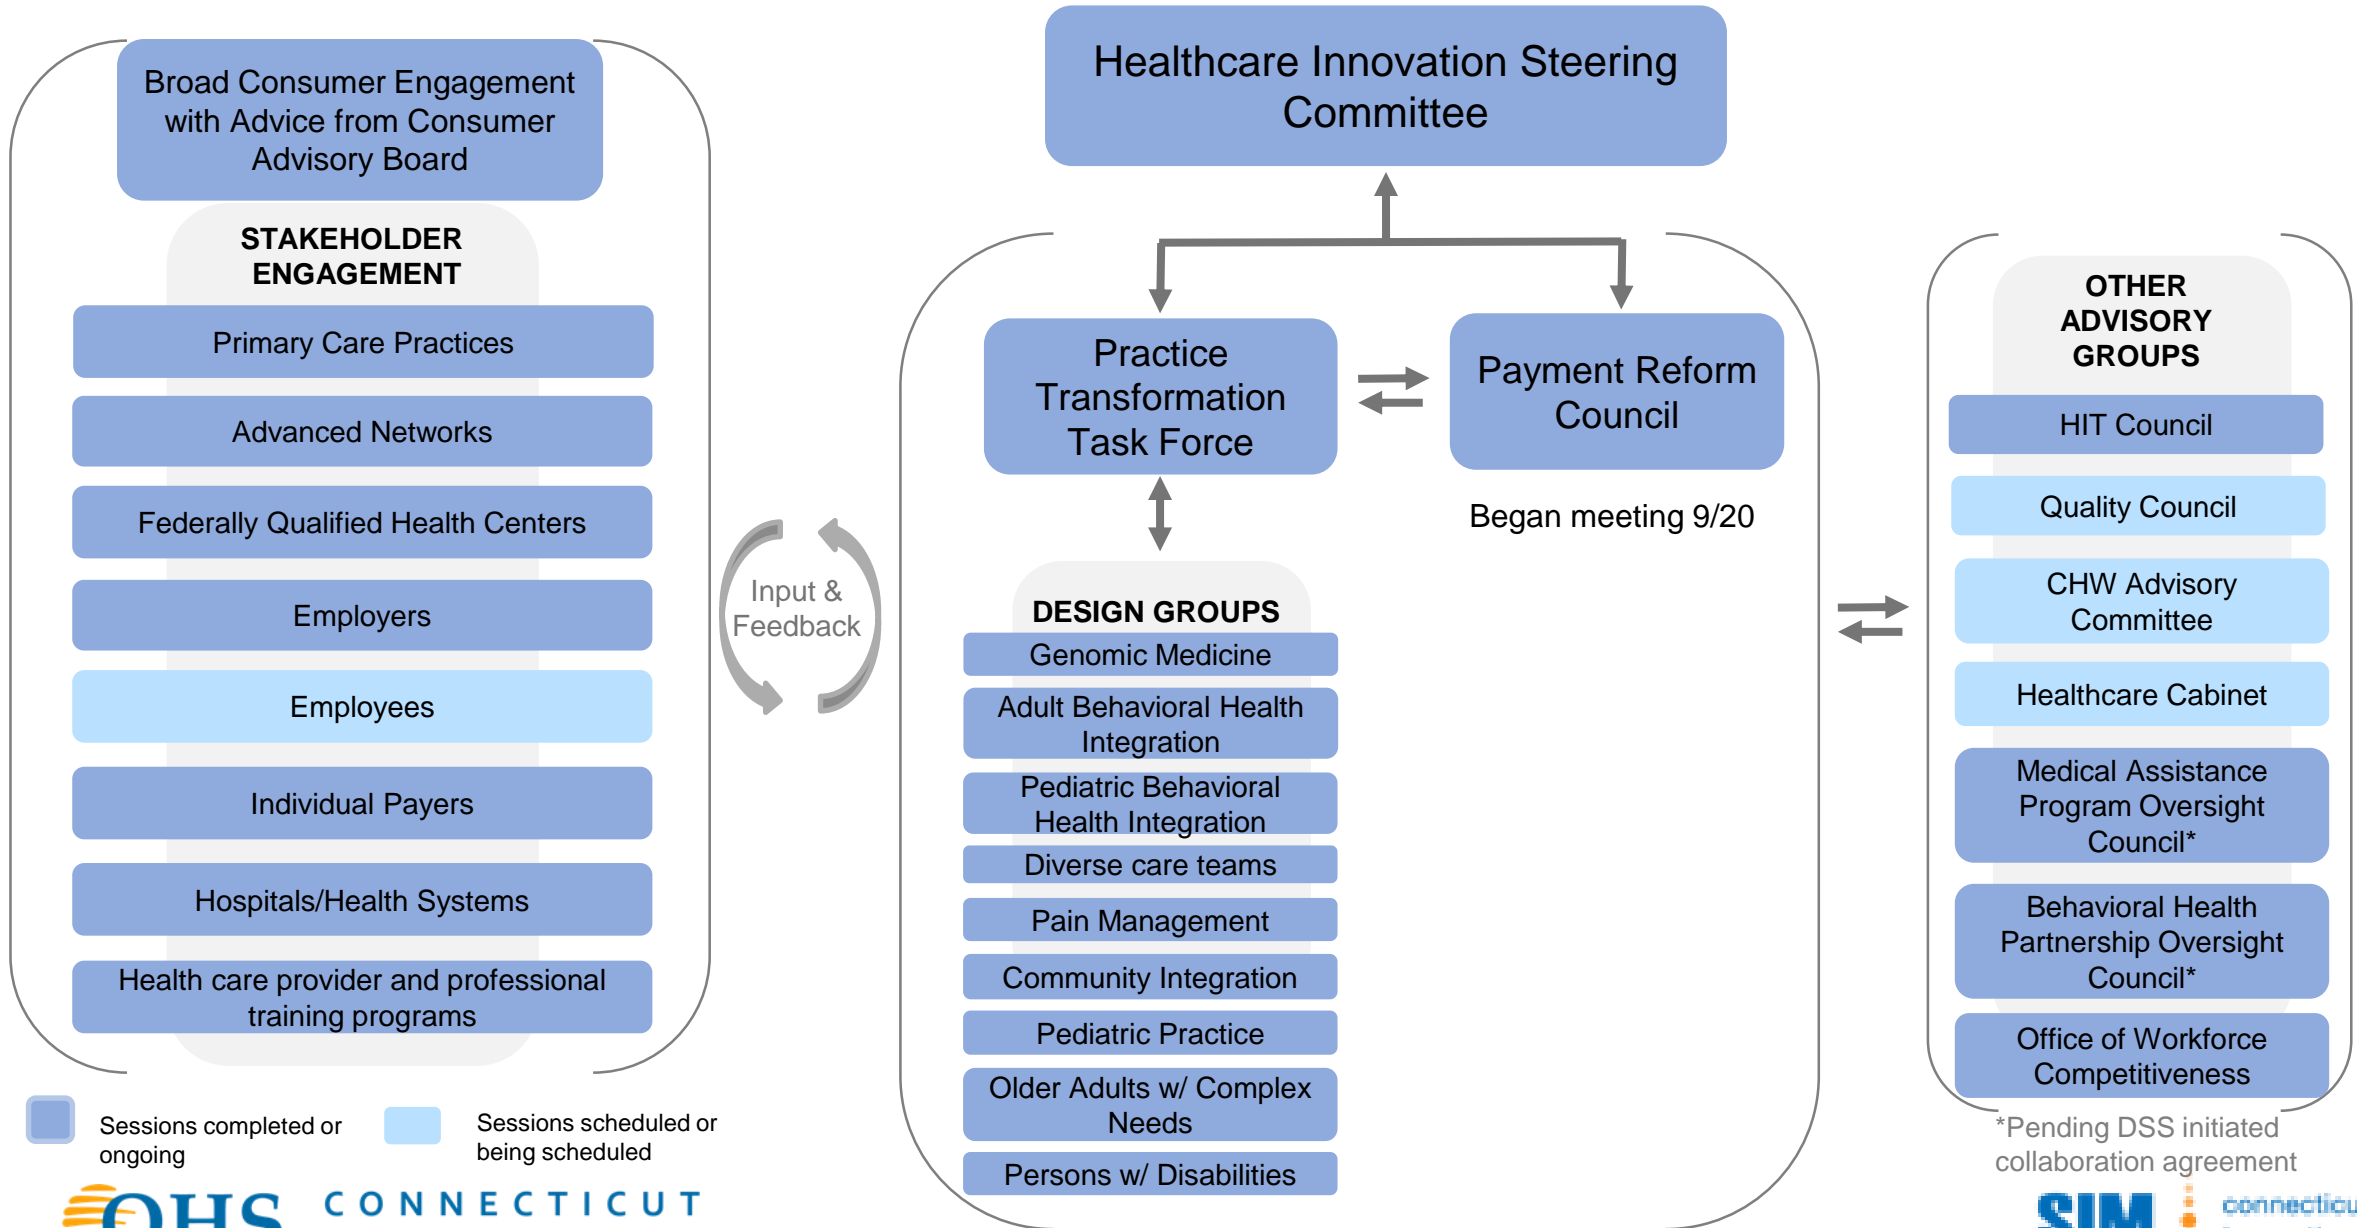 Broad Consumer Engagement
with Advice from Consumer
Advisory Board
STAKEHOLDER
ENGAGEMENT
Primary Care Practices
Advanced Networks
Federally Qualified Health Centers
Employers
Employees
Individual Payers
Hospitals/Health Systems
Health care provider and professional
training programs
Sessions completed or
ongoing
Sessions scheduled or
being scheduled
Input &
Feedback
Healthcare Innovation Steering
Committee
Practice
Transformation
Task Force
Payment Reform
Council
Began meeting 9/20
DESIGN GROUPS
Genomic Medicine
Adult Behavioral Health
Integration
Pediatric Behavioral
Health Integration
Diverse care teams
Pain Management
Community Integration
Pediatric Practice
Older Adults w/ Complex
Needs
Persons w/ Disabilities
OTHER
ADVISORY
GROUPS
HIT Council
Quality Council
CHW Advisory
Committee
Healthcare Cabinet
Medical Assistance
Program Oversight
Council*
Behavioral Health
Partnership Oversight
Council*
Office of Workforce
Competitiveness
*Pending DSS initiated
collaboration agreement
OHS
CONNECTICUT
SIM
connecticu